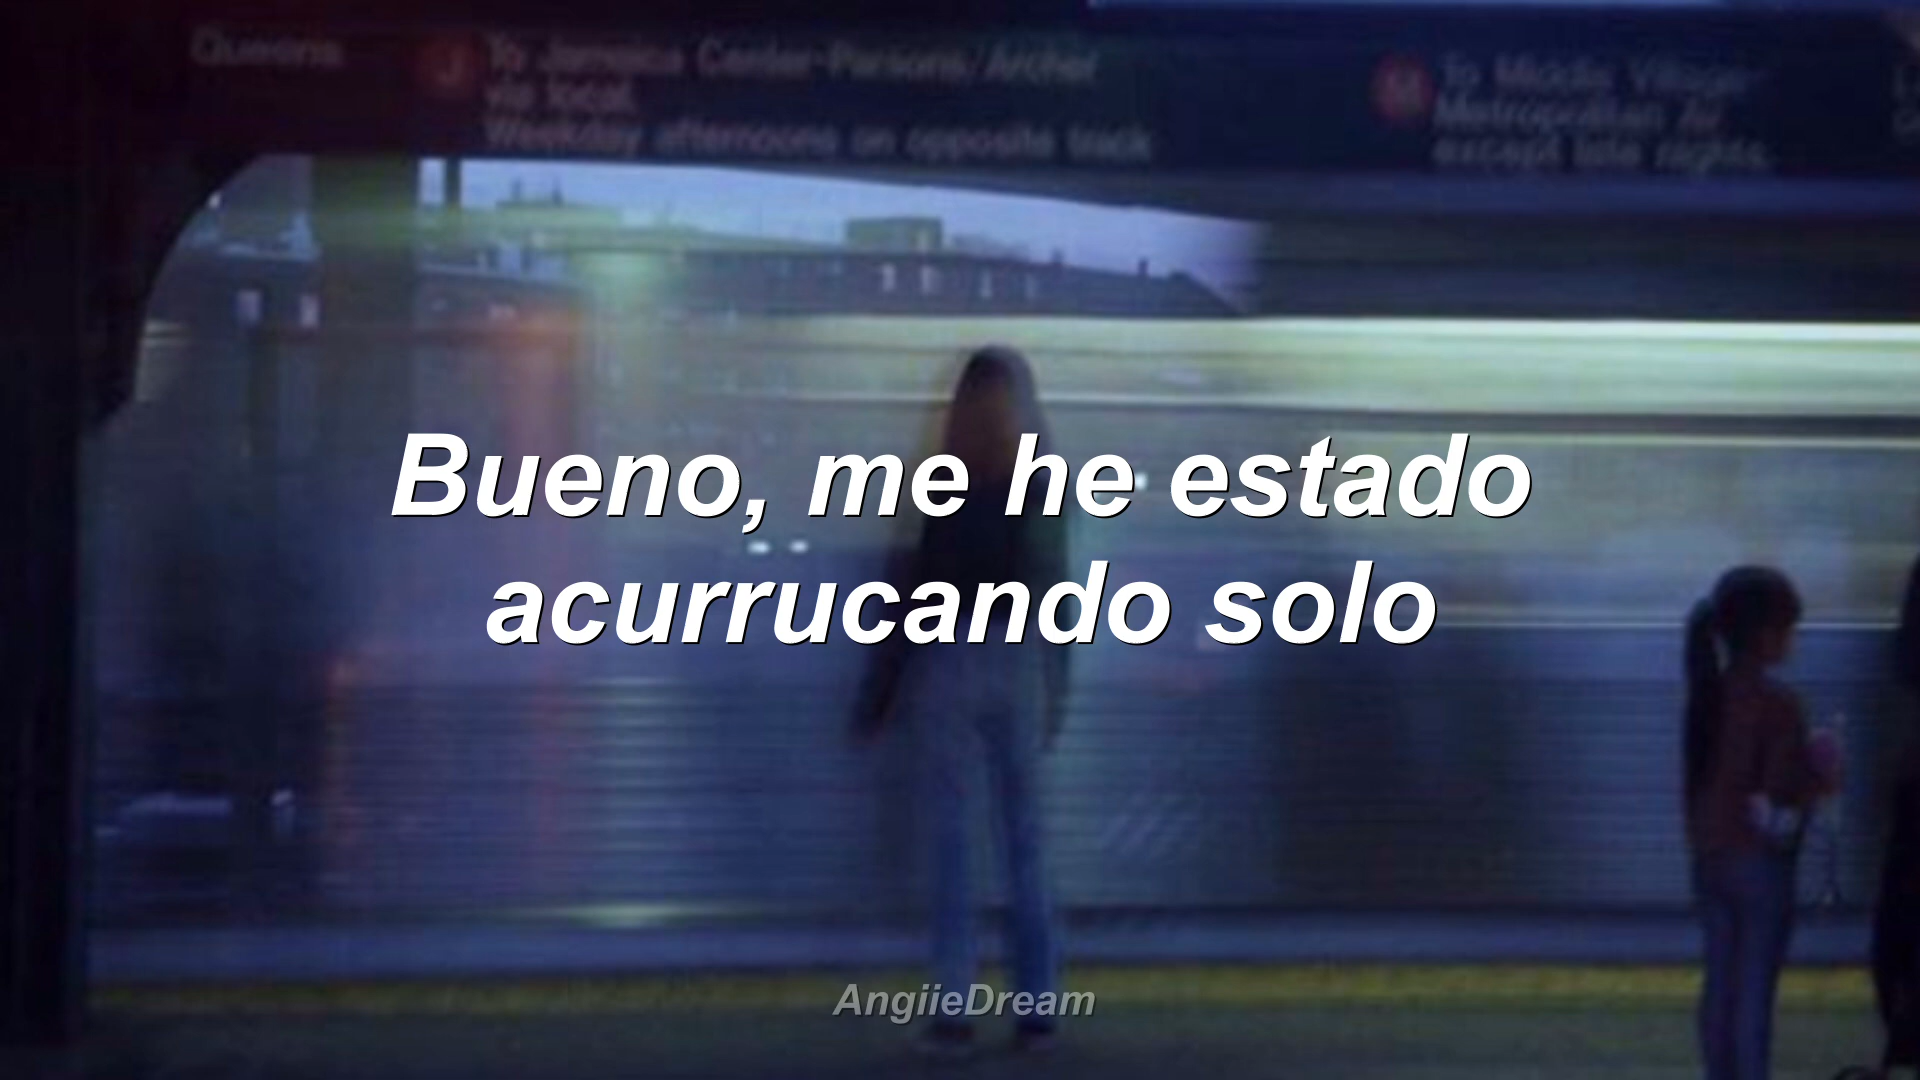 Queens
J To Jamaica Center-Parsons/Archer
via local
Weekday afternoons on opposite track
M To Middle Village
Metropolitan Av
except late nights
Bueno, me he estado
acurrucando solo
AngiieDream